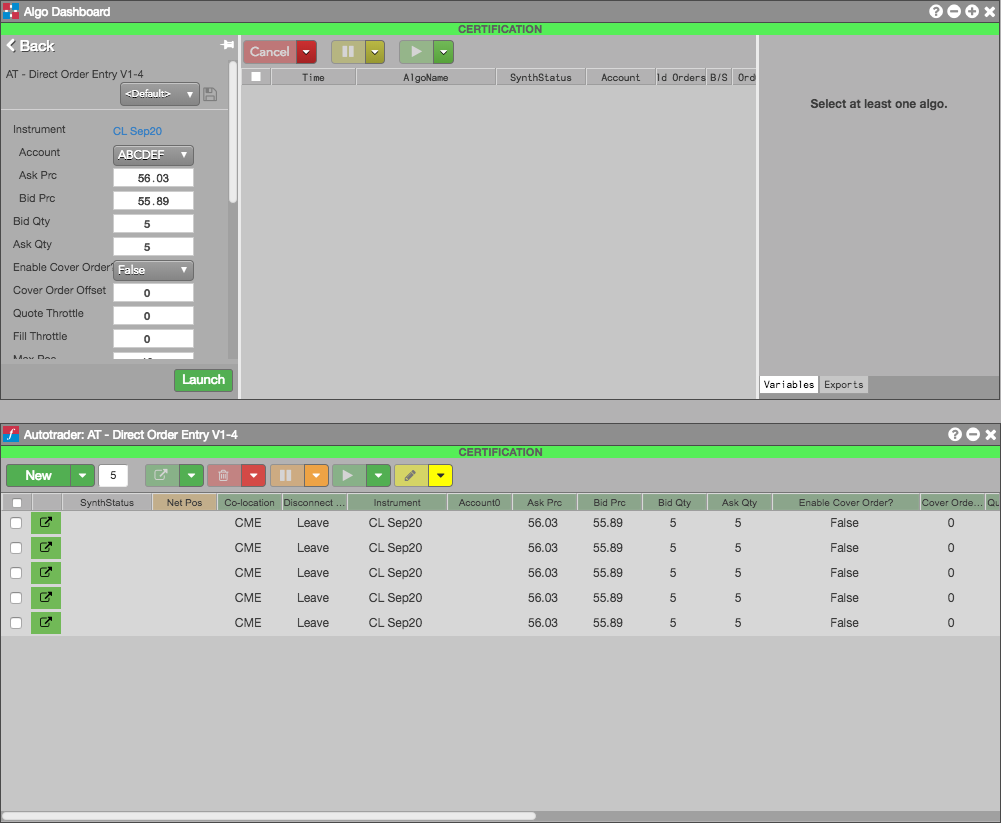 Algo Dashboard
CERTIFICATION
Back
AT - Direct Order Entry V1-4
<Default>
Instrument CL Sep20
Account ABCDEF
Ask Prc 56.03
Bid Prc 55.89
Bid Qty 5
Ask Qty 5
Enable Cover Order? False
Cover Order Offset 0
Quote Throttle 0
Fill Throttle 0
Max Pos
Launch
Cancel
Time AlgoName SynthStatus Account ld Orders B/S Ord
Select at least one algo.
Variables Exports
Autotrader: AT - Direct Order Entry V1-4
CERTIFICATION
New 5
SynthStatus Net Pos Co-location Disconnect ... Instrument Account0 Ask Prc Bid Prc Bid Qty Ask Qty Enable Cover Order? Cover Orde... Qu
CME Leave CL Sep20 56.03 55.89 5 5 False 0
CME Leave CL Sep20 56.03 55.89 5 5 False 0
CME Leave CL Sep20 56.03 55.89 5 5 False 0
CME Leave CL Sep20 56.03 55.89 5 5 False 0
CME Leave CL Sep20 56.03 55.89 5 5 False 0